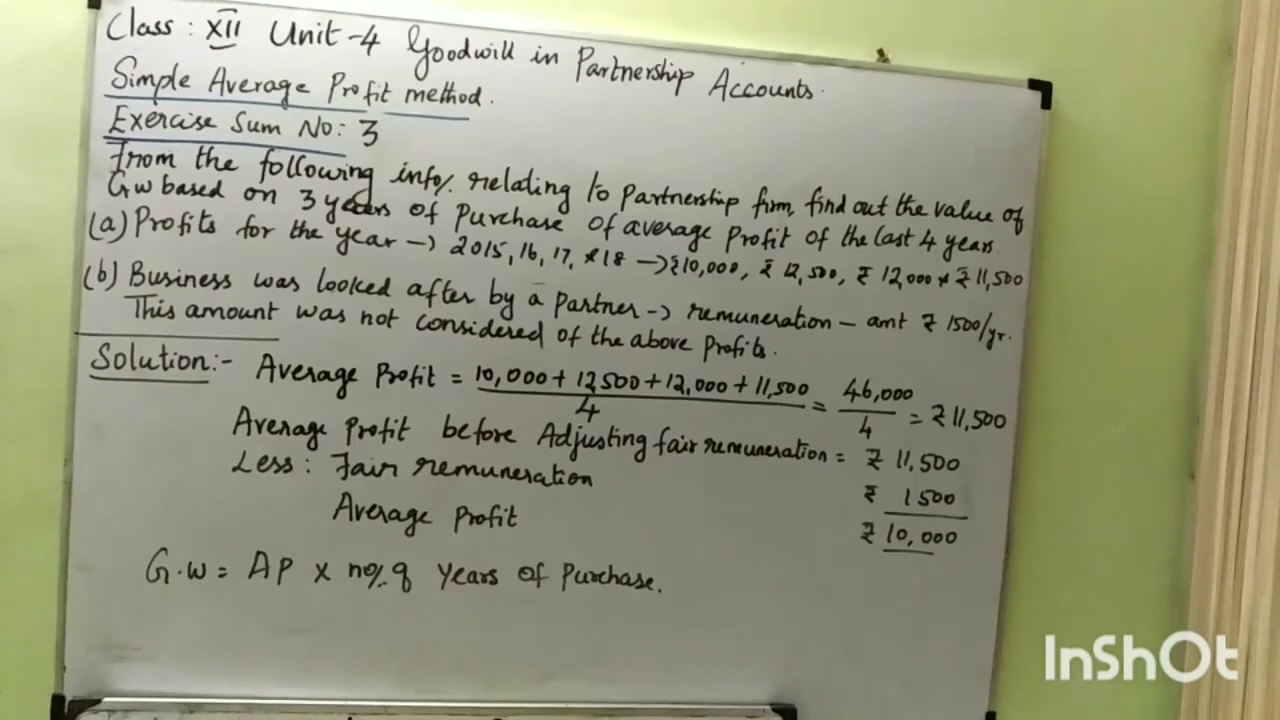 Class : XII Unit-4 Goodwill in Partnership Accounts.
Simple Average Profit method.
Exercise Sum No: 3
From the following info/. relating to Partnership firm, find out the value of
GW based on 3 years of Purchase of average Profit of the last 4 years.
(a) Profits for the year → 2015, 16, 17, & 18 → ₹10,000, ₹ 12,500, ₹ 12,000 & ₹ 11,500
(b) Business was looked after by a Partner → remuneration - amt ₹ 1500/yr.
This amount was not considered of the above Profits.
Solution:- Average Profit = 10,000 + 12,500 + 12,000 + 11,500 / 4 = 46,000 / 4 = ₹ 11,500
Average Profit before Adjusting fair remuneration = ₹ 11,500
Less : Fair remuneration ₹ 1500
Average Profit ₹ 10,000
G.W = AP x no/. of years of Purchase.
InShOt